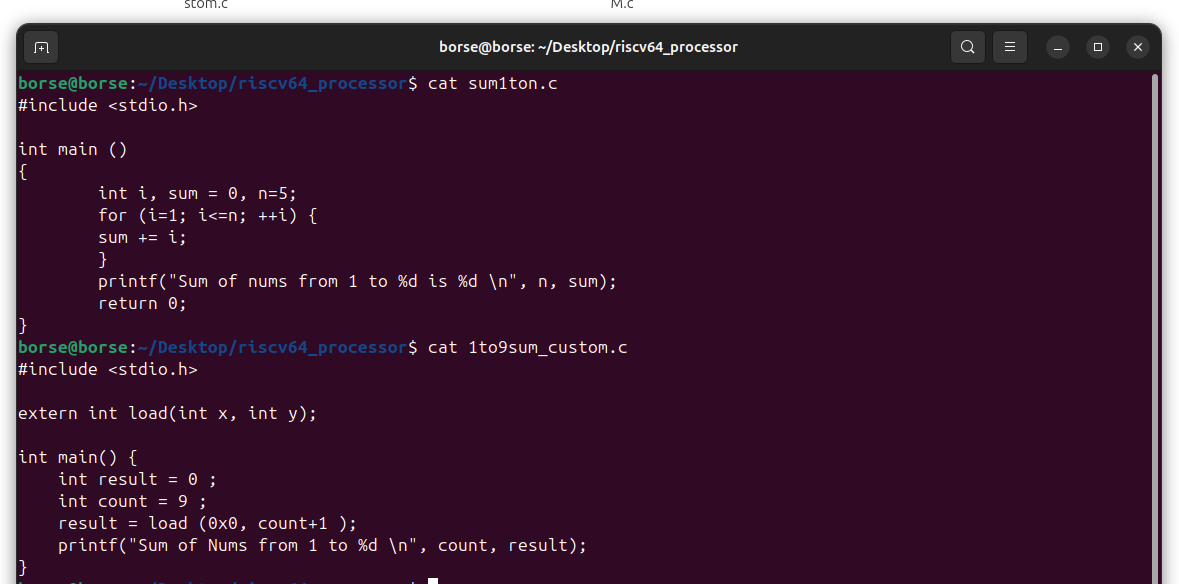 stom.c M.c
borse@borse: ~/Desktop/riscv64_processor
borse@borse:~/Desktop/riscv64_processor$ cat sum1ton.c
#include <stdio.h>
int main ()
{
int i, sum = 0, n=5;
for (i=1; i<=n; ++i) {
sum += i;
}
printf("Sum of nums from 1 to %d is %d \n", n, sum);
return 0;
}
borse@borse:~/Desktop/riscv64_processor$ cat 1to9sum_custom.c
#include <stdio.h>
extern int load(int x, int y);
int main() {
int result = 0 ;
int count = 9 ;
result = load (0x0, count+1 );
printf("Sum of Nums from 1 to %d \n", count, result);
}